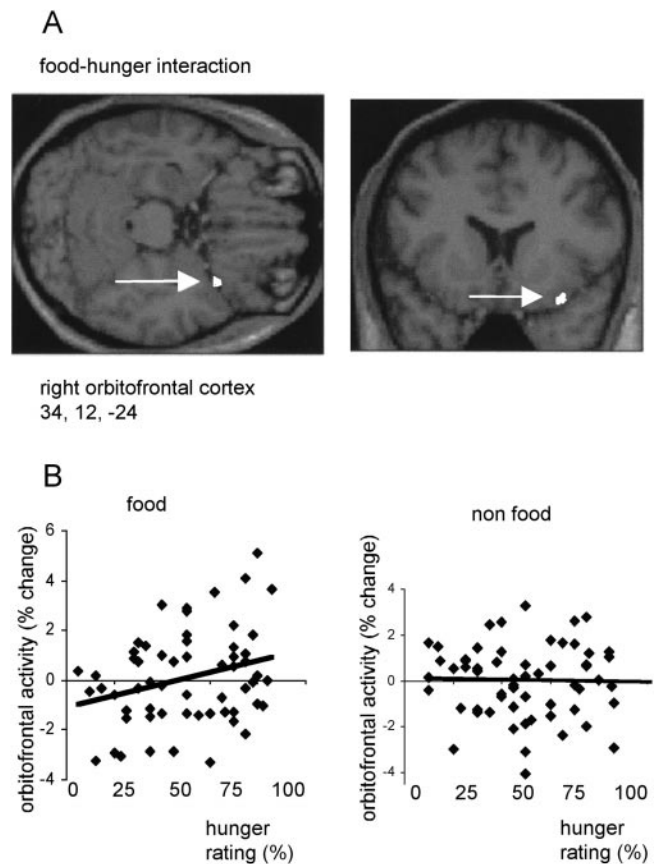 A
food-hunger interaction
right orbitofrontal cortex
34, 12, -24
B
food
orbitofrontal activity (% change)
6
4
2
0
-2
-4
0 25 50 75 100
hunger
rating (%)
non food
orbitofrontal activity (% change)
4
2
0
-2
-4
0 25 50 75 100
hunger
rating (%)